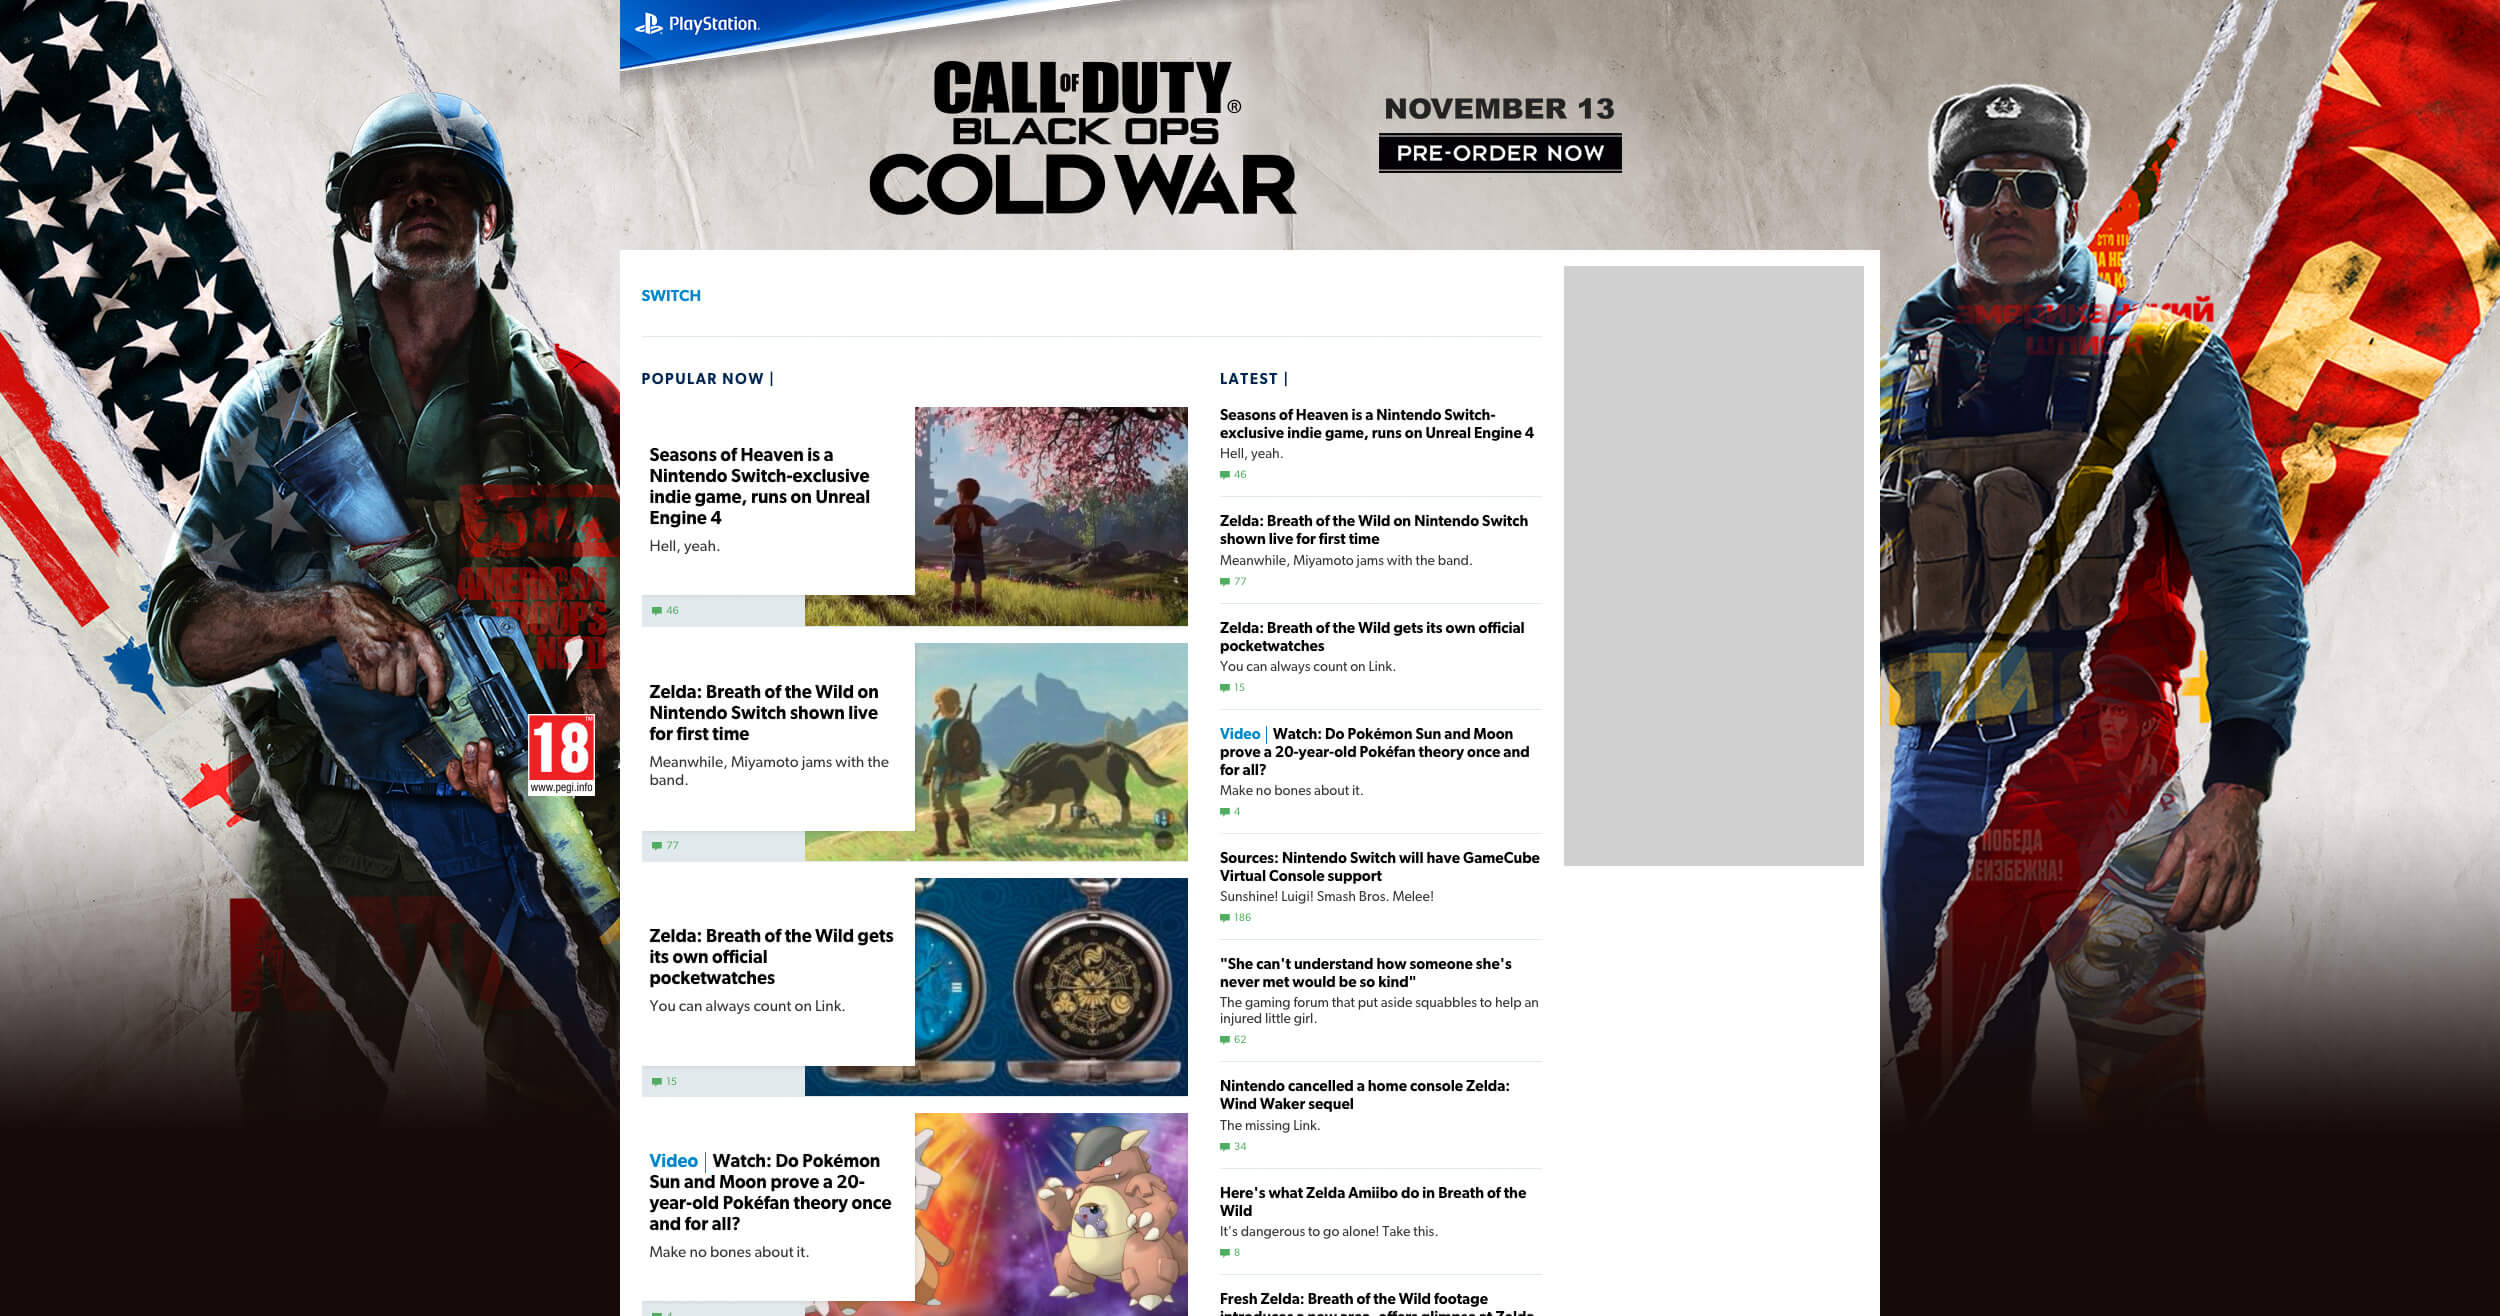 PlayStation.
CALL OF DUTY®
BLACK OPS
COLD WAR
NOVEMBER 13
PRE-ORDER NOW
AMERICAN
TROOPS
18
www.pegi.info
американский
ПОБЕДА
SWITCH
POPULAR NOW |
Seasons of Heaven is a
Nintendo Switch-exclusive
indie game, runs on Unreal
Engine 4
Hell, yeah.
46
Zelda: Breath of the Wild on
Nintendo Switch shown live
for first time
Meanwhile, Miyamoto jams with the
band.
77
Zelda: Breath of the Wild gets
its own official
pocketwatches
You can always count on Link.
15
Video | Watch: Do Pokémon
Sun and Moon prove a 20-
year-old Pokéfan theory once
and for all?
Make no bones about it.
LATEST |
Seasons of Heaven is a Nintendo Switch-
exclusive indie game, runs on Unreal Engine 4
Hell, yeah.
46
Zelda: Breath of the Wild on Nintendo Switch
shown live for first time
Meanwhile, Miyamoto jams with the band.
77
Zelda: Breath of the Wild gets its own official
pocketwatches
You can always count on Link.
15
Video | Watch: Do Pokémon Sun and Moon
prove a 20-year-old Pokéfan theory once and
for all?
Make no bones about it.
4
Sources: Nintendo Switch will have GameCube
Virtual Console support
Sunshine! Luigi! Smash Bros. Melee!
186
"She can't understand how someone she's
never met would be so kind"
The gaming forum that put aside squabbles to help an
injured little girl.
62
Nintendo cancelled a home console Zelda:
Wind Waker sequel
The missing Link.
34
Here's what Zelda Amiibo do in Breath of the
Wild
It's dangerous to go alone! Take this.
8
Fresh Zelda: Breath of the Wild footage
introduces a new area, offers glimpse at Zelda